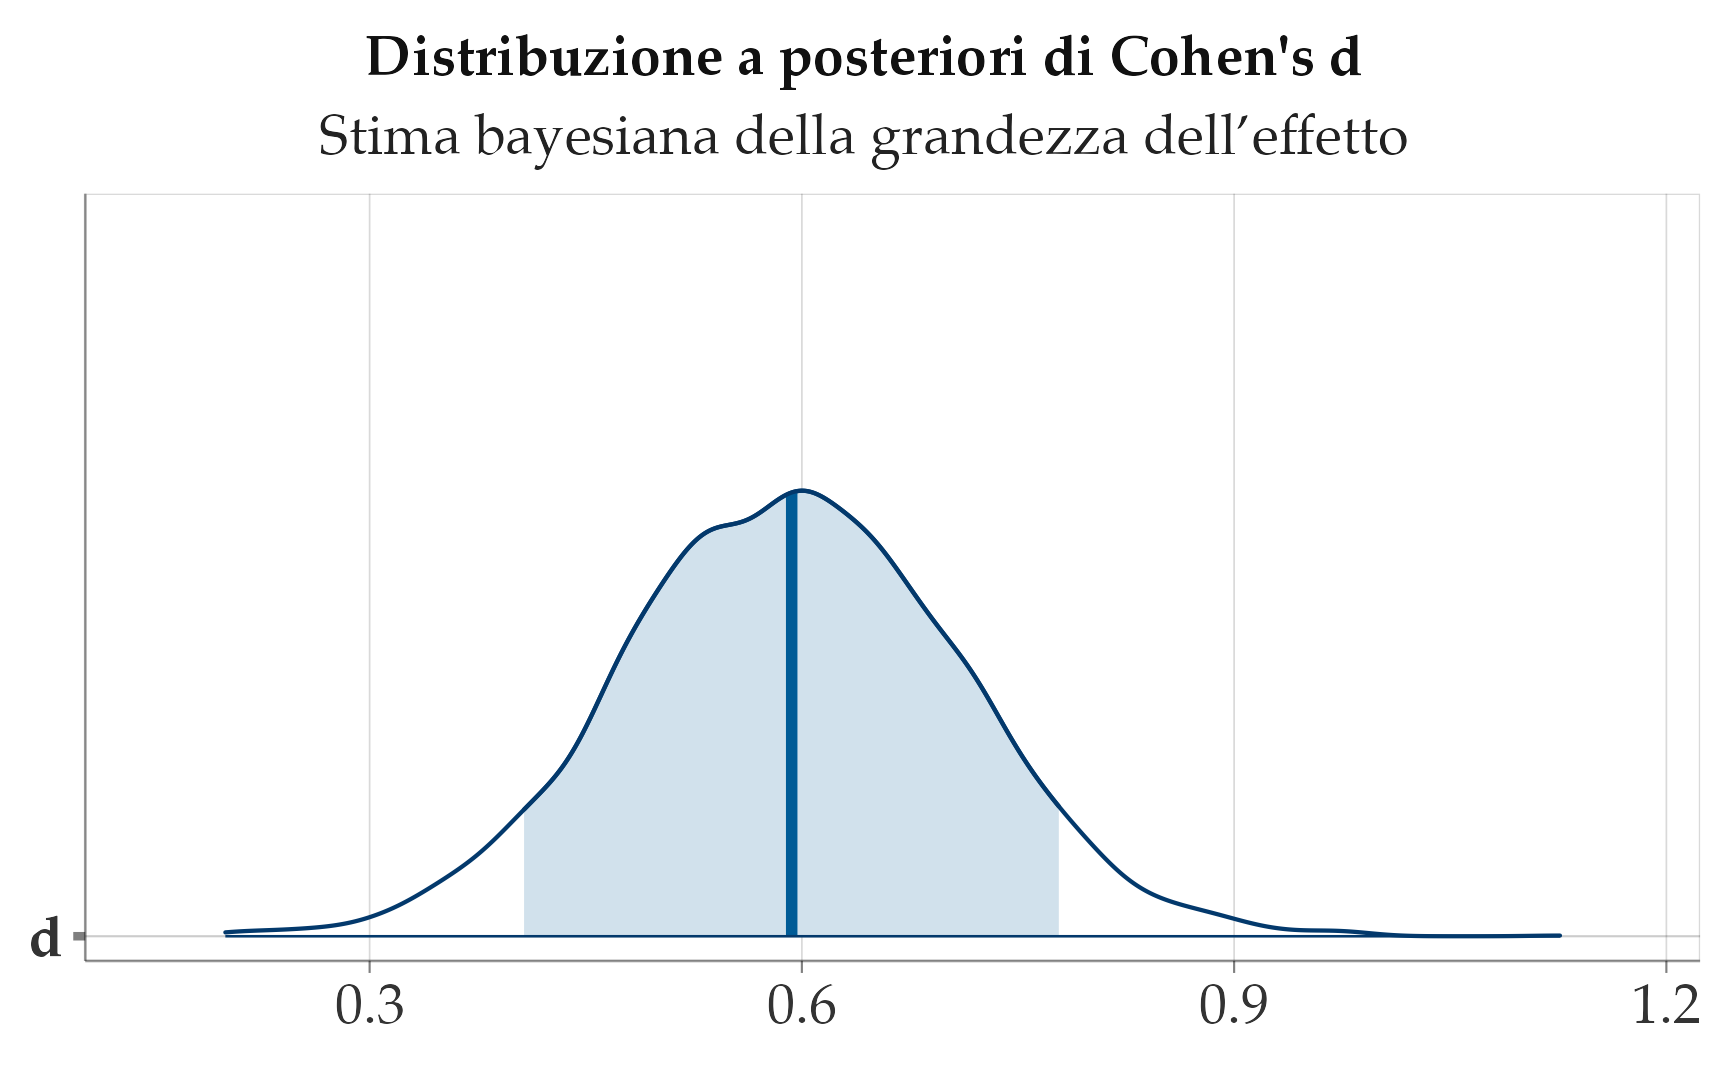 Distribuzione a posteriori di Cohen's d
Stima bayesiana della grandezza dell’effetto
d
0.3 0.6 0.9 1.2